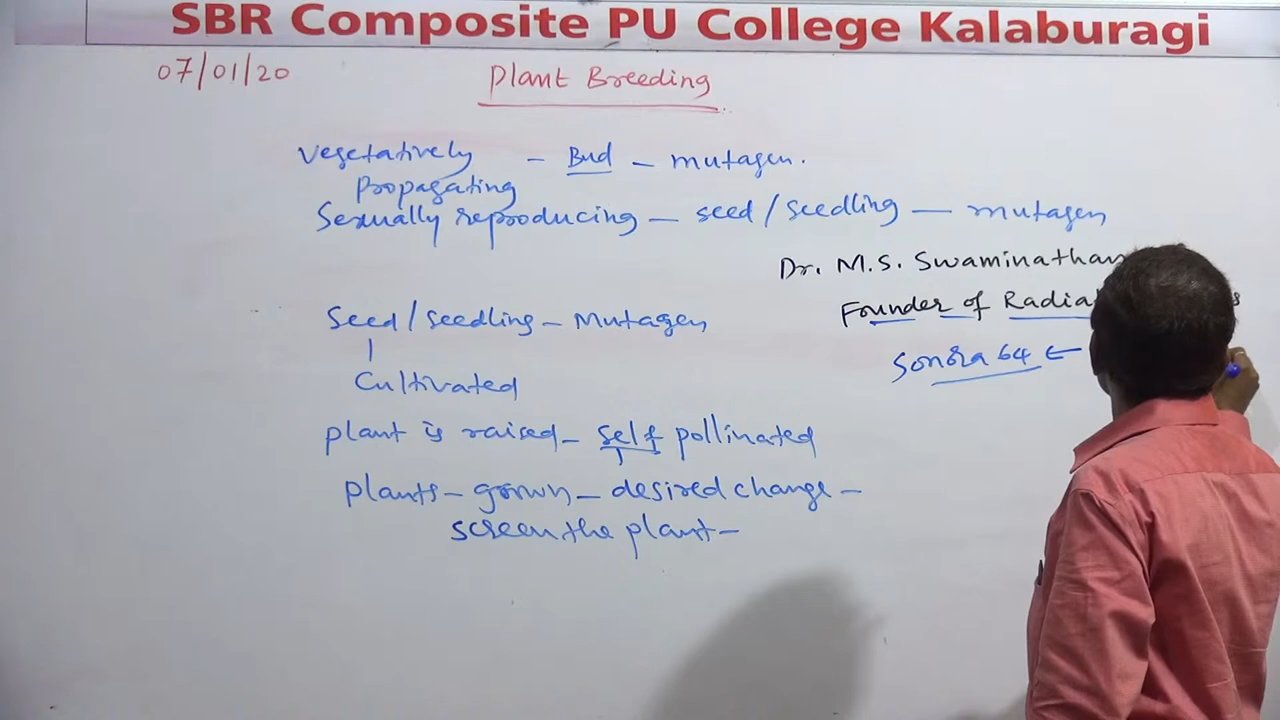 SBR Composite PU College Kalaburagi
07/01/20
Plant Breeding
Vegetatively - Bud - mutagen.
Propagating
Sexually reproducing - seed/seedling - mutagen
Dr. M.S. Swaminathan
Founder of
Seed/seedling - Mutagen
Sonora 64 ←
Cultivated
plant is raised - self pollinated
plants - grown - desired change -
screen the plant -